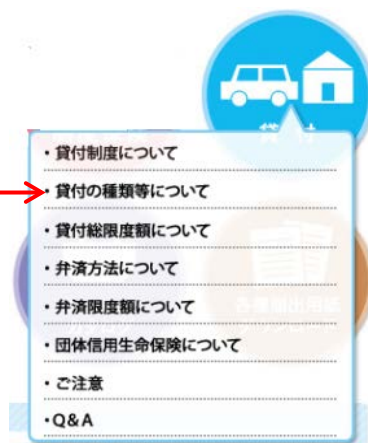 貸付
・貸付制度について
・貸付の種類等について
・貸付総限度額について
・弁済方法について
・弁済限度額について
・団体信用生命保険について
・ご注意
・Q&A